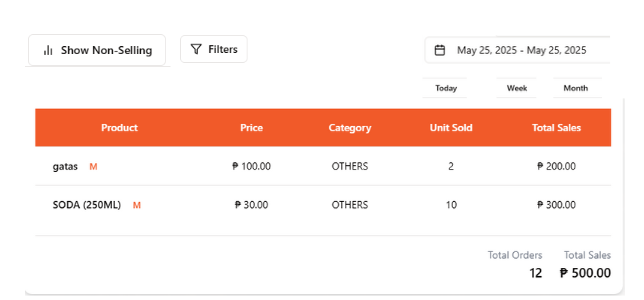 Show Non-Selling Filters May 25, 2025 - May 25, 2025
Today Week Month
Product Price Category Unit Sold Total Sales
gatas M ₱ 100.00 OTHERS 2 ₱ 200.00
SODA (250ML) M ₱ 30.00 OTHERS 10 ₱ 300.00
Total Orders Total Sales
12 ₱ 500.00